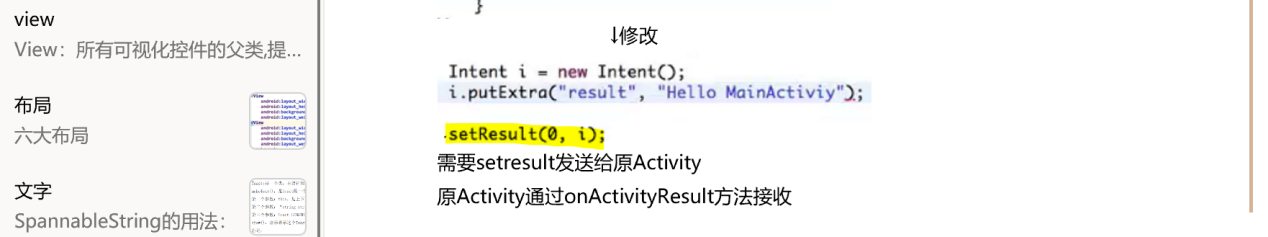 view
View：所有可视化控件的父类,提...
布局
六大布局
文字
SpannableString的用法：
}
↓修改
Intent i = new Intent();
i.putExtra("result", "Hello MainActiviy");
setResult(0, i);
需要setresult发送给原Activity
原Activity通过onActivityResult方法接收